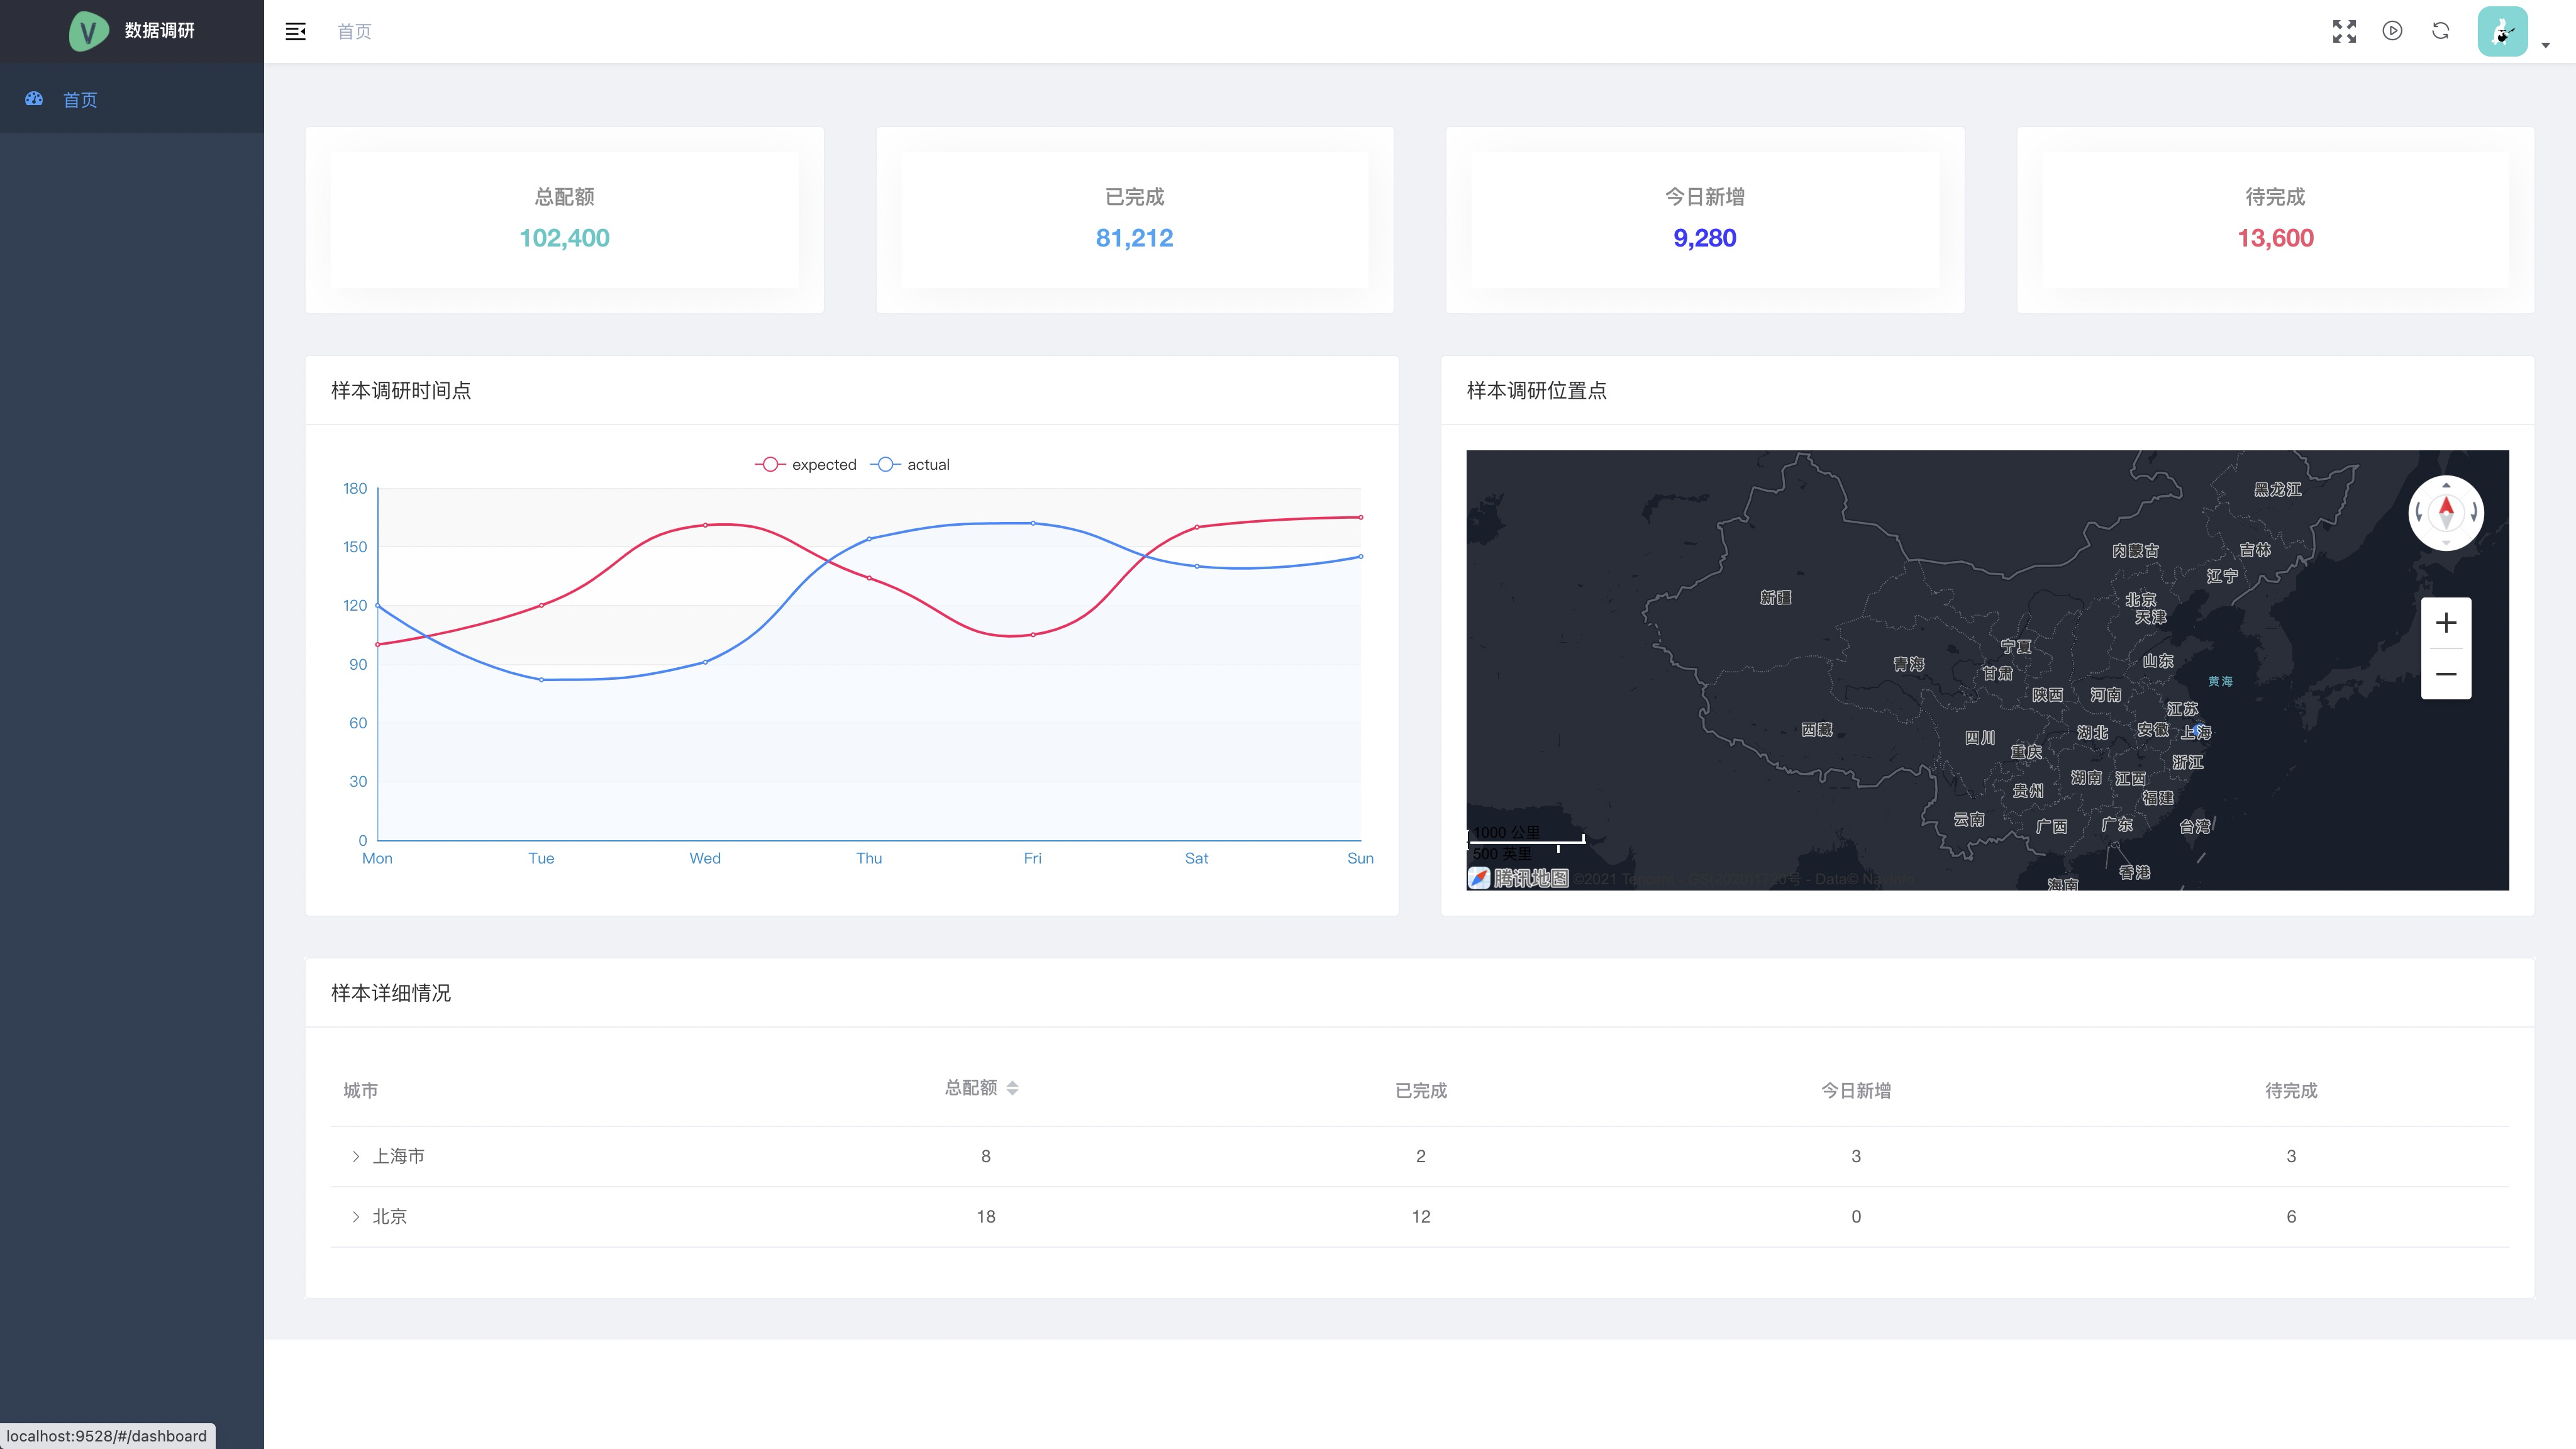 数据调研
首页
首页
总配额
102,400
已完成
81,212
今日新增
9,280
待完成
13,600
样本调研时间点
expected actual
180
150
120
90
60
30
0
Mon Tue Wed Thu Fri Sat Sun
样本调研位置点
黑龙江
内蒙古 吉林
辽宁
新疆 北京
天津
宁夏
青海 甘肃 山东
陕西 河南 黄海
江苏
西藏 四川 湖北 安徽 上海
重庆 浙江
湖南 江西
贵州 福建
云南 广西 广东 台湾
香港
海南
1000 公里
500 英里
腾讯地图 ©2021 - Data©
样本详细情况
城市 总配额 已完成 今日新增 待完成
上海市 8 2 3 3
北京 18 12 0 6
localhost:9528/#/dashboard